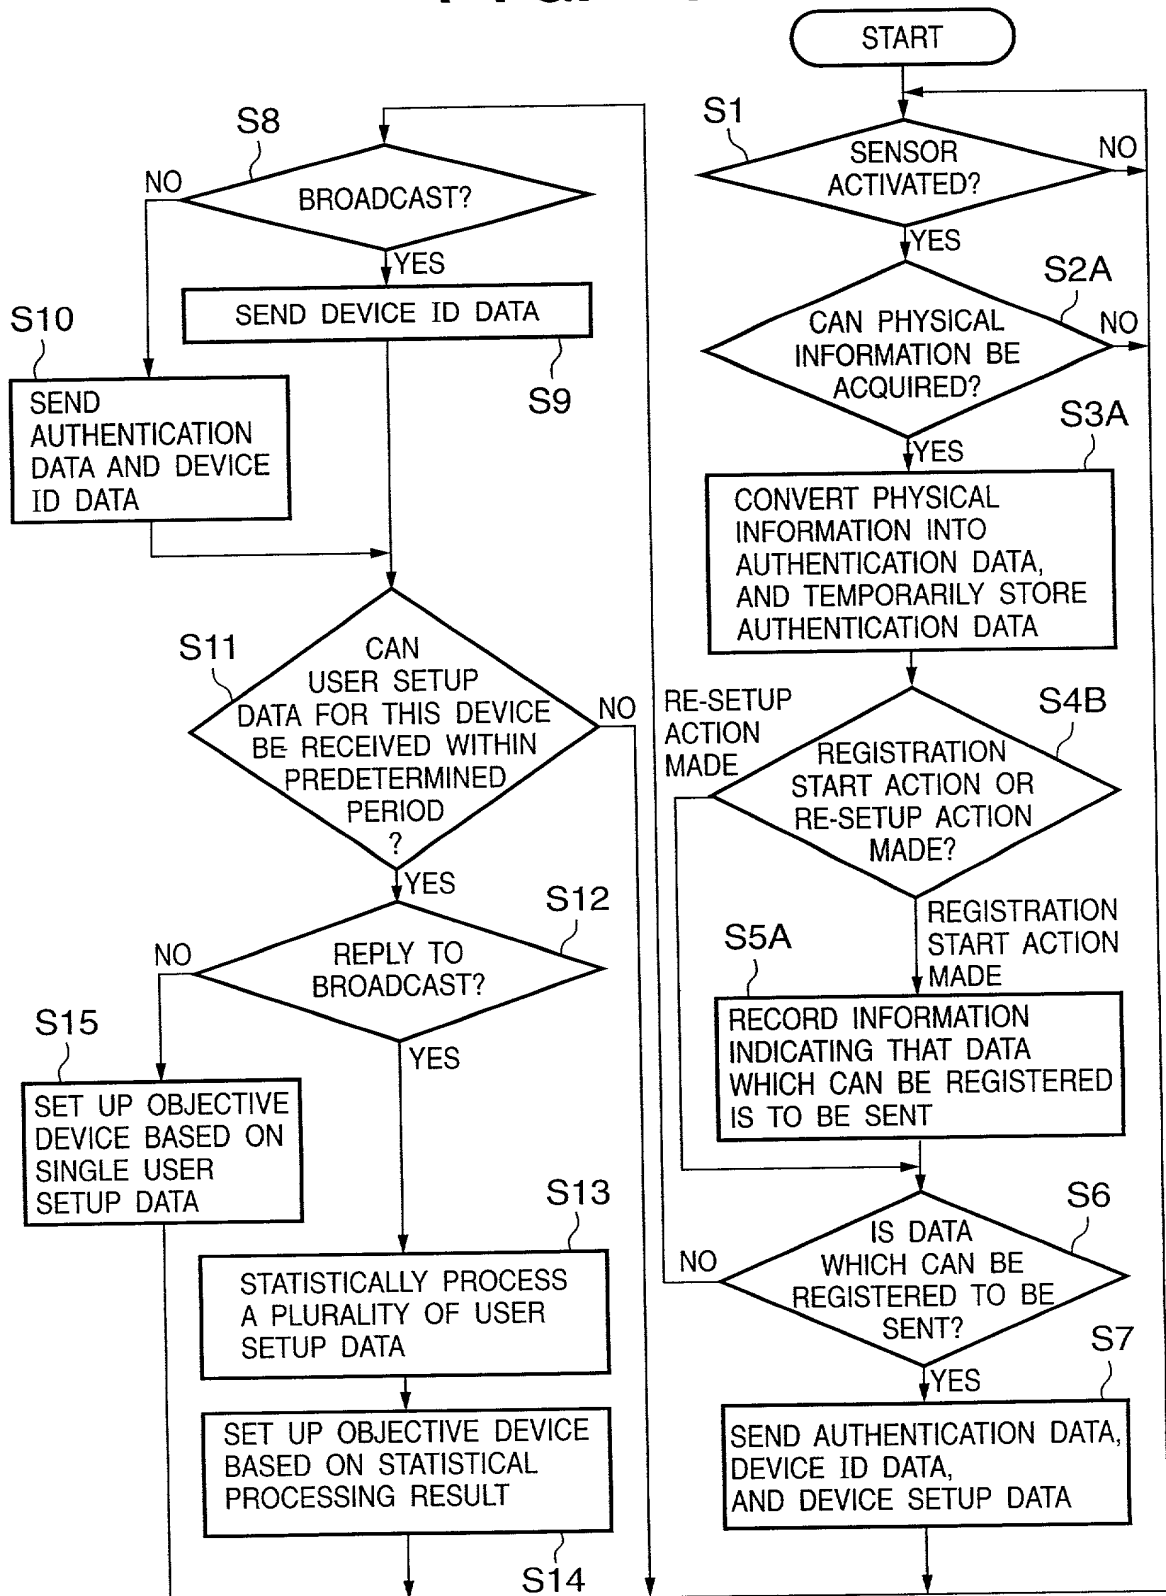 START
S1
SENSOR
ACTIVATED?
NO
YES
S2A
CAN PHYSICAL
INFORMATION BE
ACQUIRED?
NO
YES
S3A
CONVERT PHYSICAL
INFORMATION INTO
AUTHENTICATION DATA,
AND TEMPORARILY STORE
AUTHENTICATION DATA
S4B
REGISTRATION
START ACTION OR
RE-SETUP ACTION
MADE?
RE-SETUP
ACTION
MADE
REGISTRATION
START ACTION
MADE
S5A
RECORD INFORMATION
INDICATING THAT DATA
WHICH CAN BE REGISTERED
IS TO BE SENT
S6
IS DATA
WHICH CAN BE
REGISTERED TO BE
SENT?
NO
YES
S7
SEND AUTHENTICATION DATA,
DEVICE ID DATA,
AND DEVICE SETUP DATA
S8
BROADCAST?
NO
YES
SEND DEVICE ID DATA
S9
S10
SEND
AUTHENTICATION
DATA AND DEVICE
ID DATA
S11
CAN
USER SETUP
DATA FOR THIS DEVICE
BE RECEIVED WITHIN
PREDETERMINED
PERIOD
?
NO
YES
S12
REPLY TO
BROADCAST?
NO
YES
S15
SET UP OBJECTIVE
DEVICE BASED ON
SINGLE USER
SETUP DATA
S13
STATISTICALLY PROCESS
A PLURALITY OF USER
SETUP DATA
SET UP OBJECTIVE DEVICE
BASED ON STATISTICAL
PROCESSING RESULT
S14